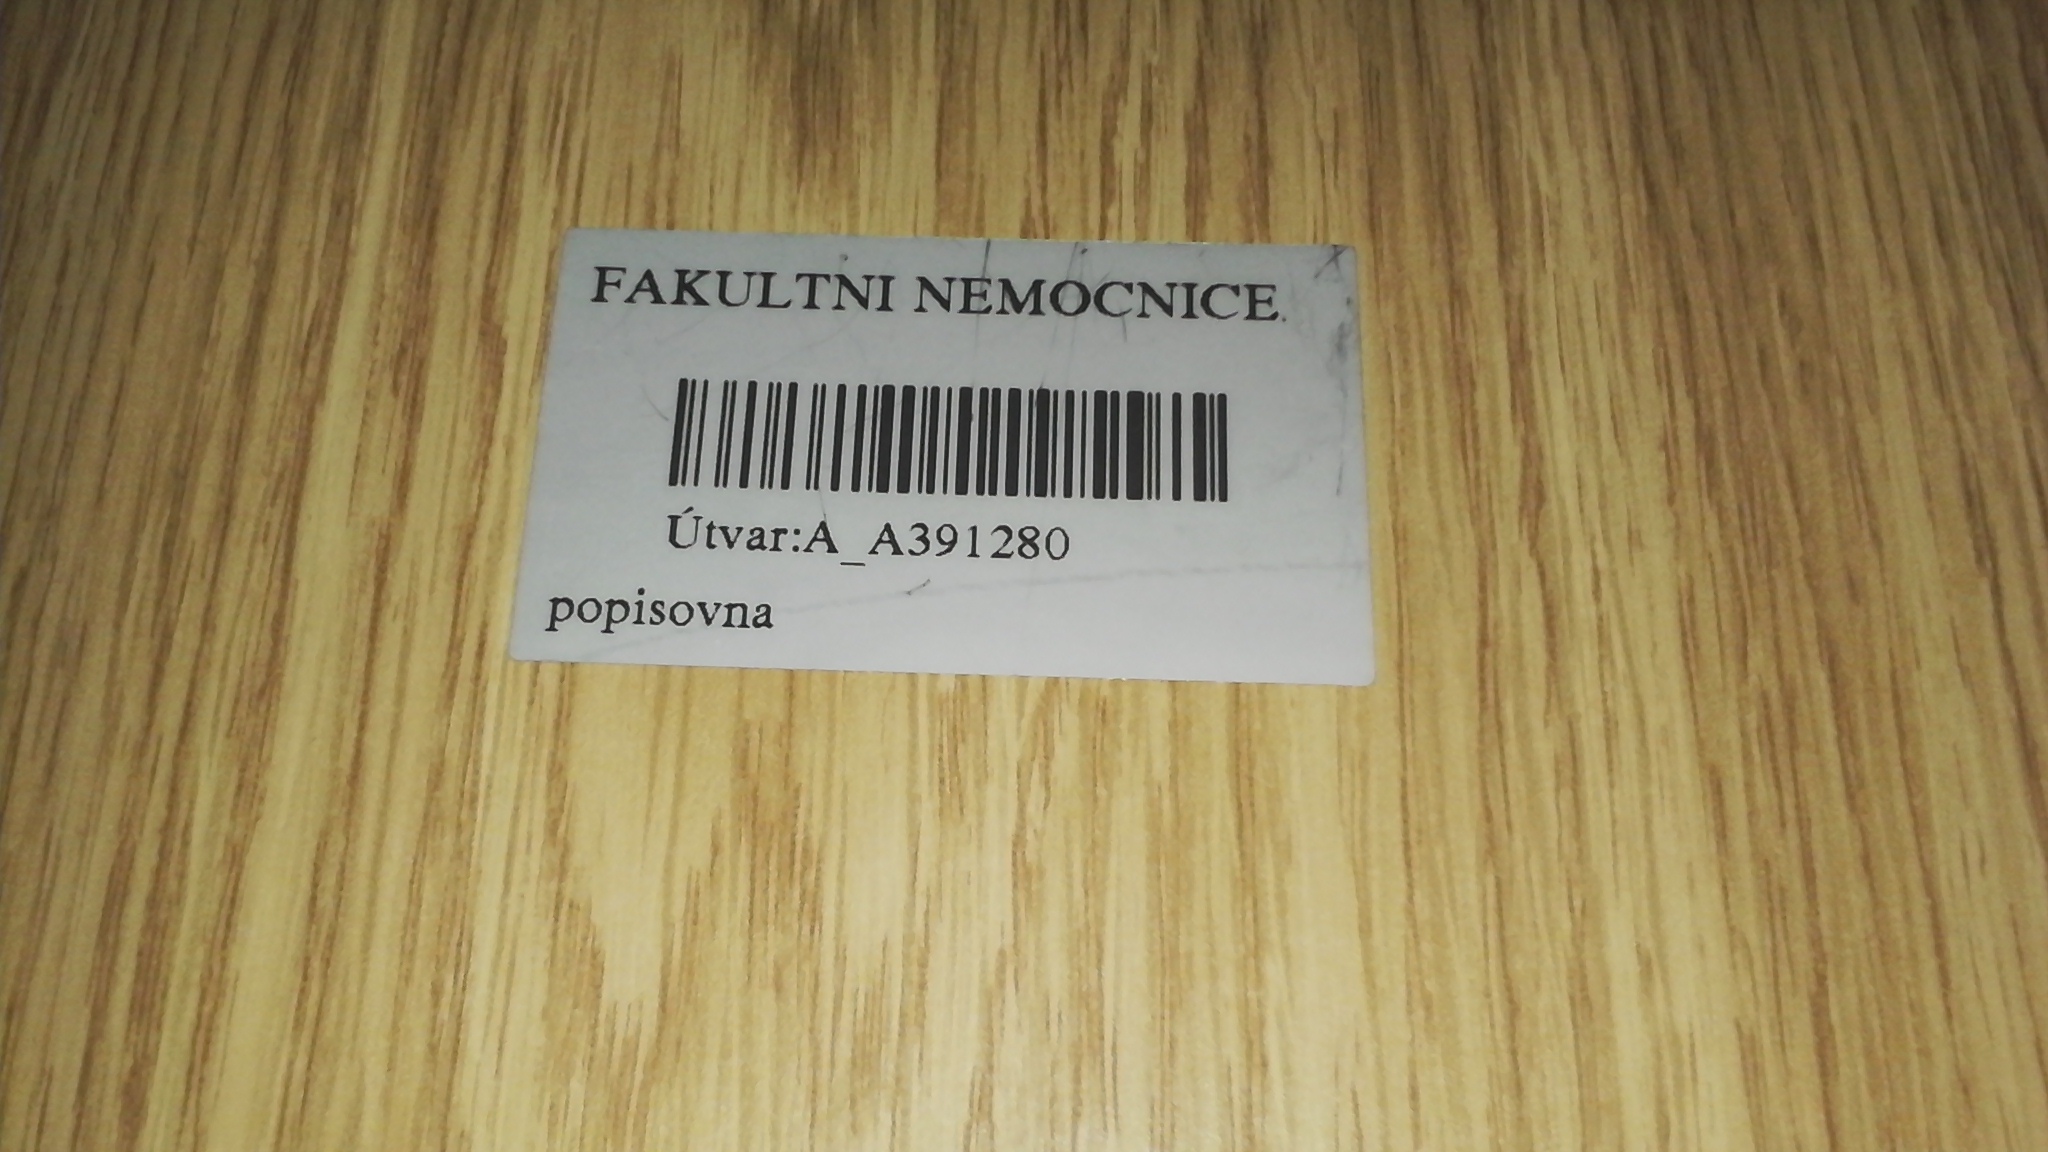 FAKULTNI NEMOCNICE.
Útvar:A_A391280
popisovna